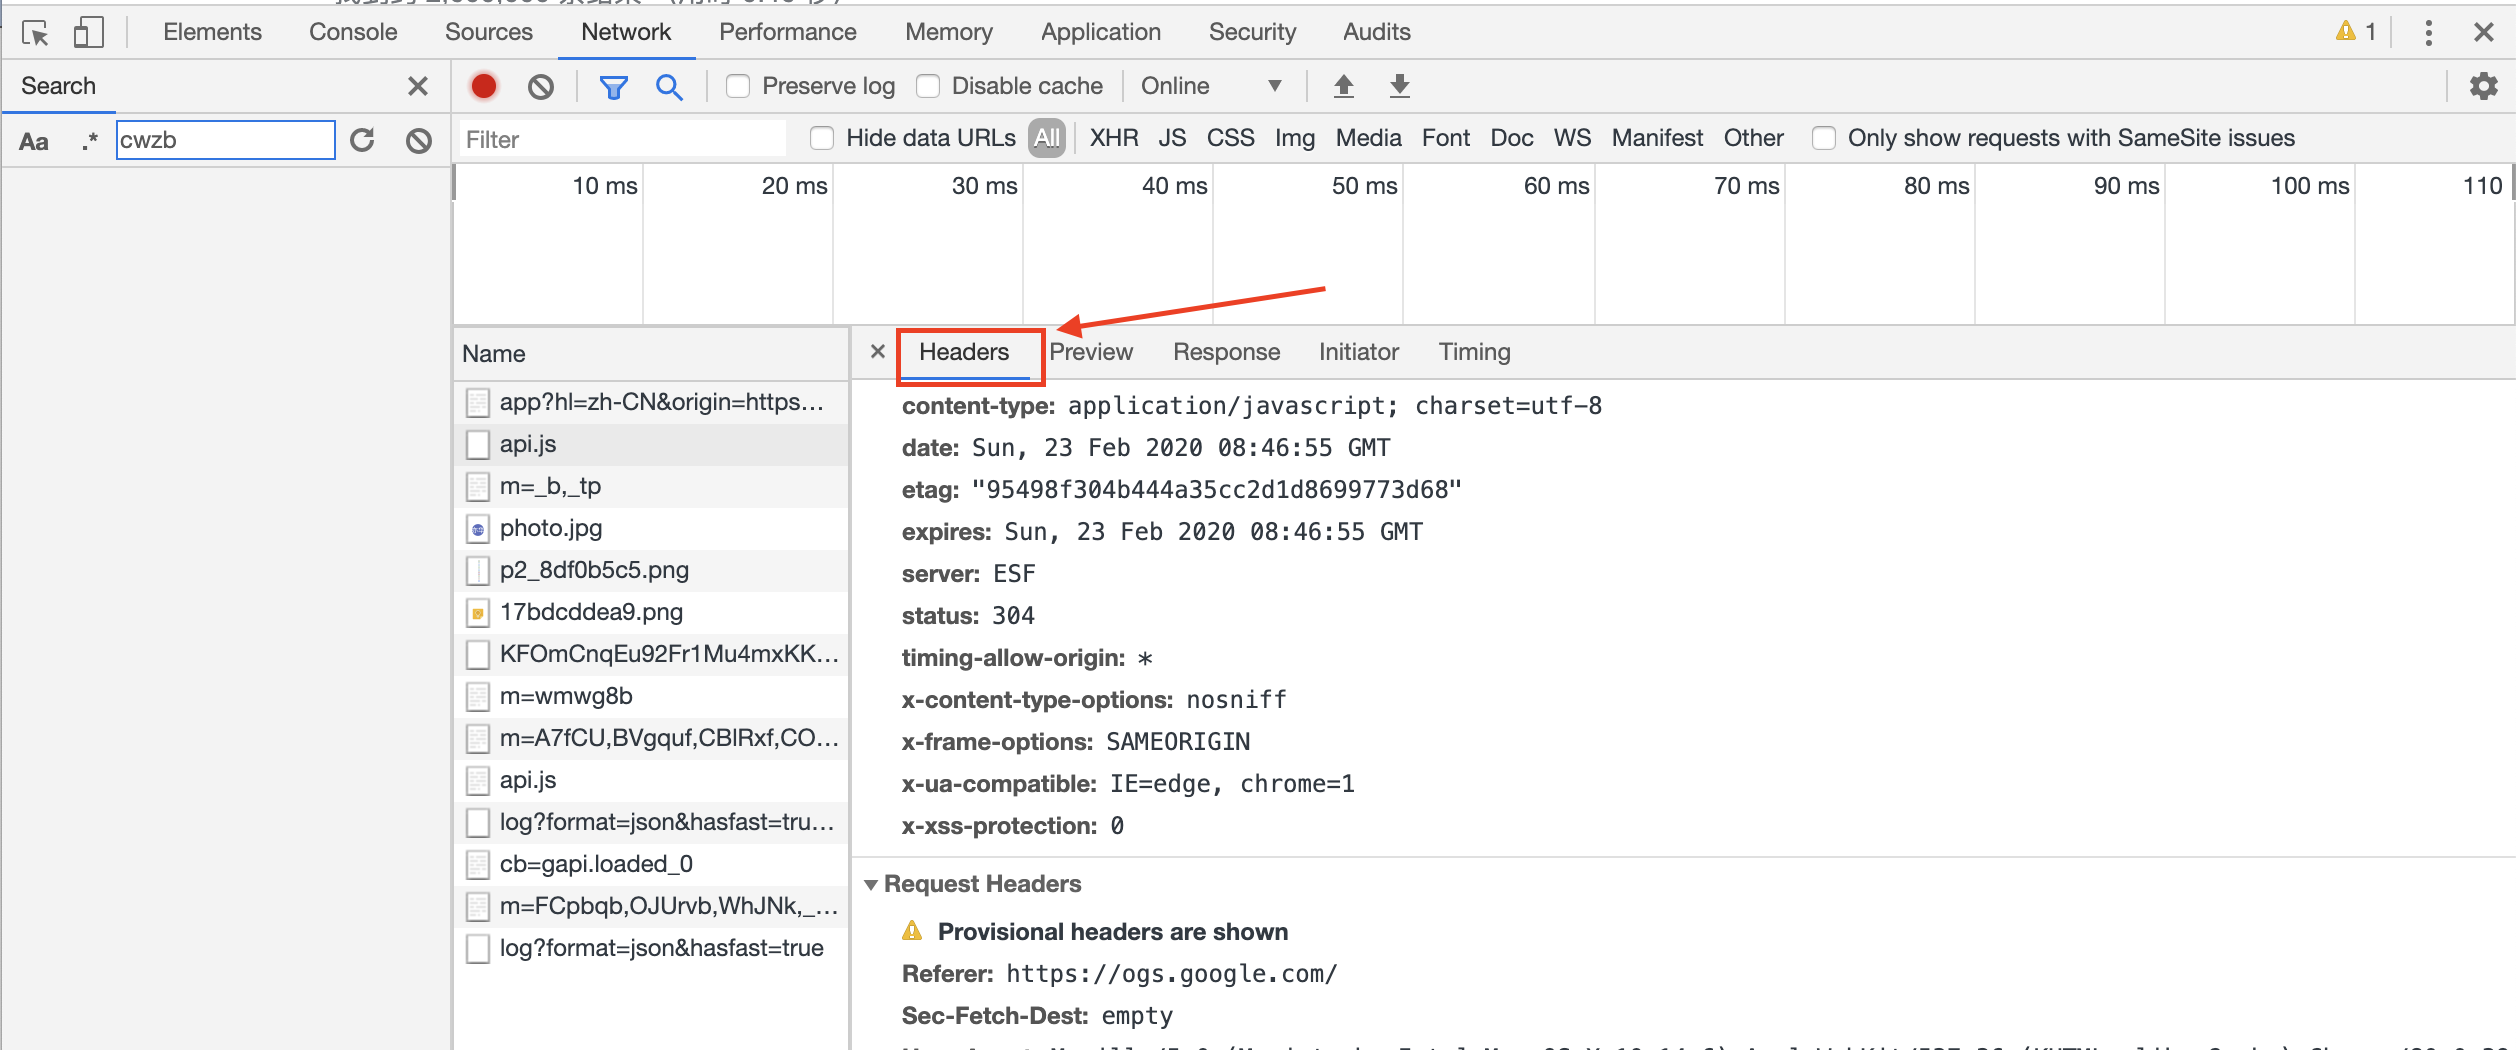 Elements Console Sources Network Performance Memory Application Security Audits 1
Search Preserve log Disable cache Online
Aa .* cwzb Filter Hide data URLs All XHR JS CSS Img Media Font Doc WS Manifest Other Only show requests with SameSite issues
10 ms 20 ms 30 ms 40 ms 50 ms 60 ms 70 ms 80 ms 90 ms 100 ms 110
Name
app?hl=zh-CN&origin=https…
api.js
m=_b,_tp
photo.jpg
p2_8df0b5c5.png
17bdcddea9.png
KFOmCnqEu92Fr1Mu4mxKK…
m=wmwg8b
m=A7fCU,BVgquf,CBlRxf,CO…
api.js
log?format=json&hasfast=tru…
cb=gapi.loaded_0
m=FCpbqb,OJUrvb,WhJNk,_…
log?format=json&hasfast=true
Headers Preview Response Initiator Timing
content-type: application/javascript; charset=utf-8
date: Sun, 23 Feb 2020 08:46:55 GMT
etag: "95498f304b444a35cc2d1d8699773d68"
expires: Sun, 23 Feb 2020 08:46:55 GMT
server: ESF
status: 304
timing-allow-origin: *
x-content-type-options: nosniff
x-frame-options: SAMEORIGIN
x-ua-compatible: IE=edge, chrome=1
x-xss-protection: 0
Request Headers
Provisional headers are shown
Referer: https://ogs.google.com/
Sec-Fetch-Dest: empty